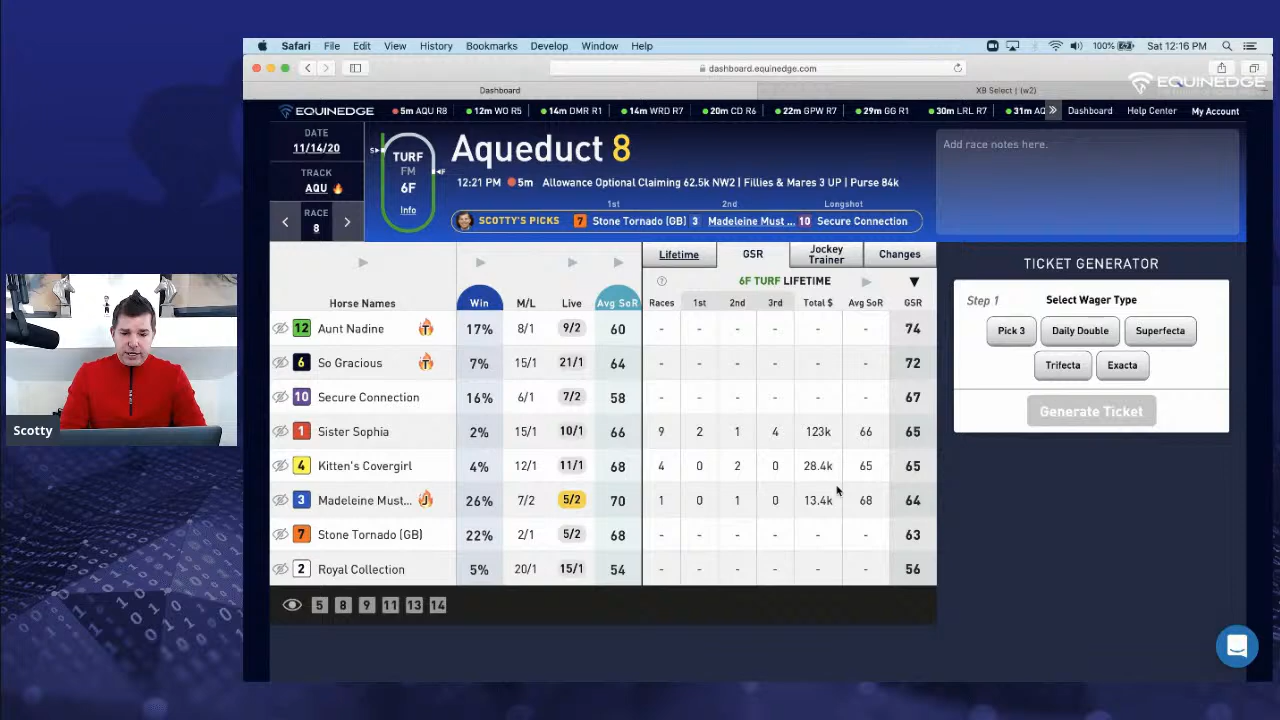 Safari File Edit View History Bookmarks Develop Window Help 100% Sat 12:16 PM
dashboard.equinedge.com
EQUINEDGE
Dashboard XB Select | (w2)
EQUINEDGE 5m AQU R8 12m WO R5 14m DMR R1 14m WRD R7 20m CD R6 22m GPW R7 29m GG R1 30m LRL R7 31m AQ » Dashboard Help Center My Account
DATE
11/14/20
TRACK
AQU
RACE
8
TURF
FM
6F
Info
S
F
Aqueduct 8
12:21 PM 5m Allowance Optional Claiming 62.5k NW2 | Fillies & Mares 3 UP | Purse 84k
1st 2nd Longshot
SCOTTY'S PICKS 7 Stone Tornado (GB) 3 Madeleine Must ... 10 Secure Connection
Add race notes here.
Lifetime GSR Jockey Trainer Changes
6F TURF LIFETIME
Horse Names Win M/L Live Avg SoR Races 1st 2nd 3rd Total $ Avg SoR GSR
12 Aunt Nadine T 17% 8/1 9/2 60 - - - - - - 74
6 So Gracious T 7% 15/1 21/1 64 - - - - - - 72
10 Secure Connection 16% 6/1 7/2 58 - - - - - - 67
1 Sister Sophia 2% 15/1 10/1 66 9 2 1 4 123k 66 65
4 Kitten's Covergirl 4% 12/1 11/1 68 4 0 2 0 28.4k 65 65
3 Madeleine Must... J 26% 7/2 5/2 70 1 0 1 0 13.4k 68 64
7 Stone Tornado (GB) 22% 2/1 5/2 68 - - - - - - 63
2 Royal Collection 5% 20/1 15/1 54 - - - - - - 56
5 8 9 11 13 14
TICKET GENERATOR
Step 1 Select Wager Type
Pick 3 Daily Double Superfecta
Trifecta Exacta
Generate Ticket
Scotty